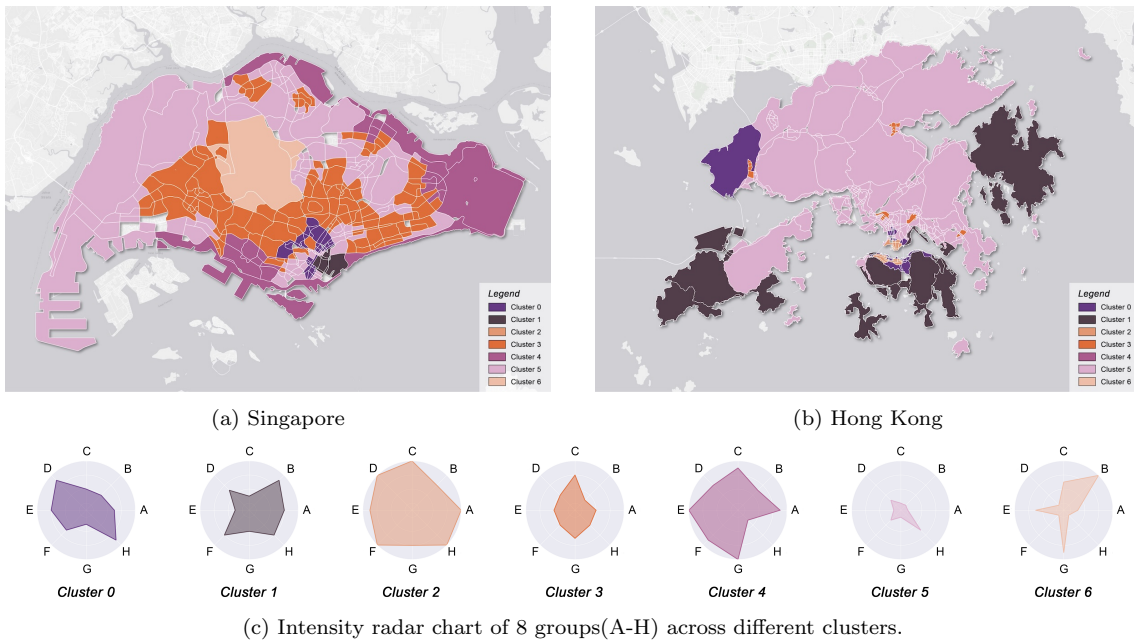 Legend
Cluster 0
Cluster 1
Cluster 2
Cluster 3
Cluster 4
Cluster 5
Cluster 6
Legend
Cluster 0
Cluster 1
Cluster 2
Cluster 3
Cluster 4
Cluster 5
Cluster 6
(a) Singapore
(b) Hong Kong
C
D B
E A
F H
G
Cluster 0
C
D B
E A
F H
G
Cluster 1
C
D B
E A
F H
G
Cluster 2
C
D B
E A
F H
G
Cluster 3
C
D B
E A
F H
G
Cluster 4
C
D B
E A
F H
G
Cluster 5
C
D B
E A
F H
G
Cluster 6
(c) Intensity radar chart of 8 groups(A-H) across different clusters.